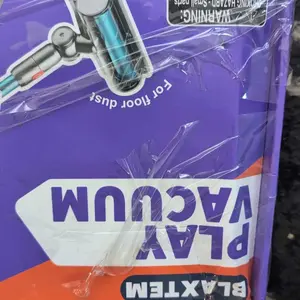 BLAXTEM
PLAY
VACUUM
For floor dust
WARNING:
HAZARD-Small parts